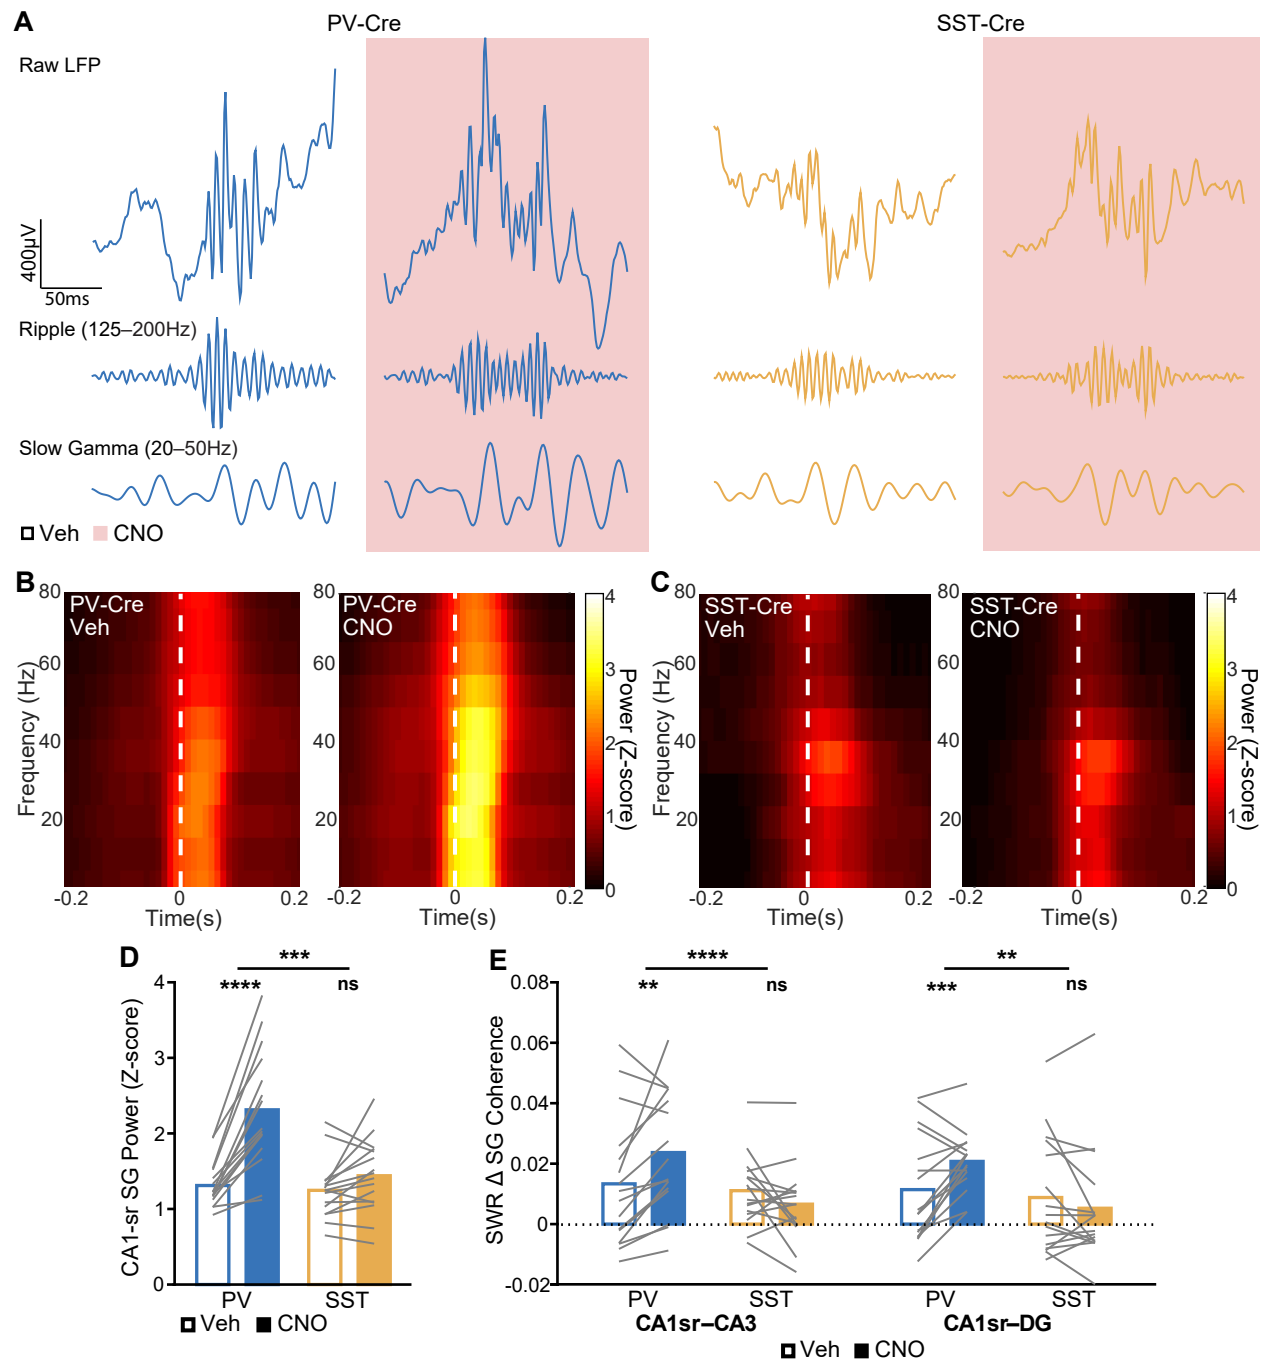 A
PV-Cre
SST-Cre
Raw LFP
400µV
50ms
Ripple (125–200Hz)
Slow Gamma (20–50Hz)
Veh
CNO
B
80
60
40
20
Frequency (Hz)
PV-Cre
Veh
-0.2
0
0.2
Time(s)
80
60
40
20
PV-Cre
CNO
-0.2
0
0.2
Time(s)
4
3
2
1
0
Power (Z-score)
C
80
60
40
20
Frequency (Hz)
SST-Cre
Veh
-0.2
0
0.2
Time(s)
80
60
40
20
SST-Cre
CNO
-0.2
0
0.2
Time(s)
4
3
2
1
0
Power (Z-score)
D
***
****
ns
4
3
2
1
0
CA1-sr SG Power (Z-score)
PV
SST
Veh
CNO
E
****
**
**
ns
***
ns
0.08
0.06
0.04
0.02
0
-0.02
SWR Δ SG Coherence
PV
SST
PV
SST
CA1sr–CA3
CA1sr–DG
Veh
CNO